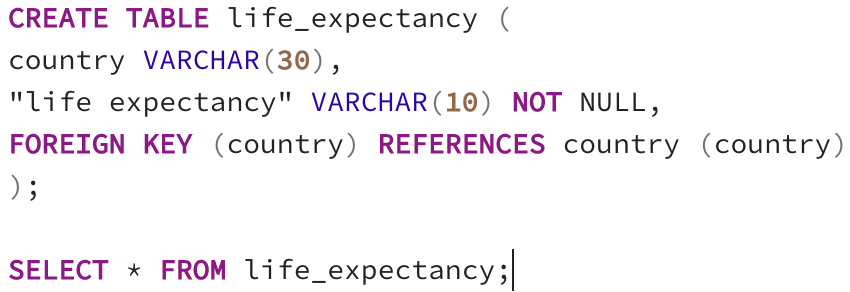 CREATE TABLE life_expectancy (
country VARCHAR(30),
"life expectancy" VARCHAR(10) NOT NULL,
FOREIGN KEY (country) REFERENCES country (country)
);
SELECT * FROM life_expectancy;